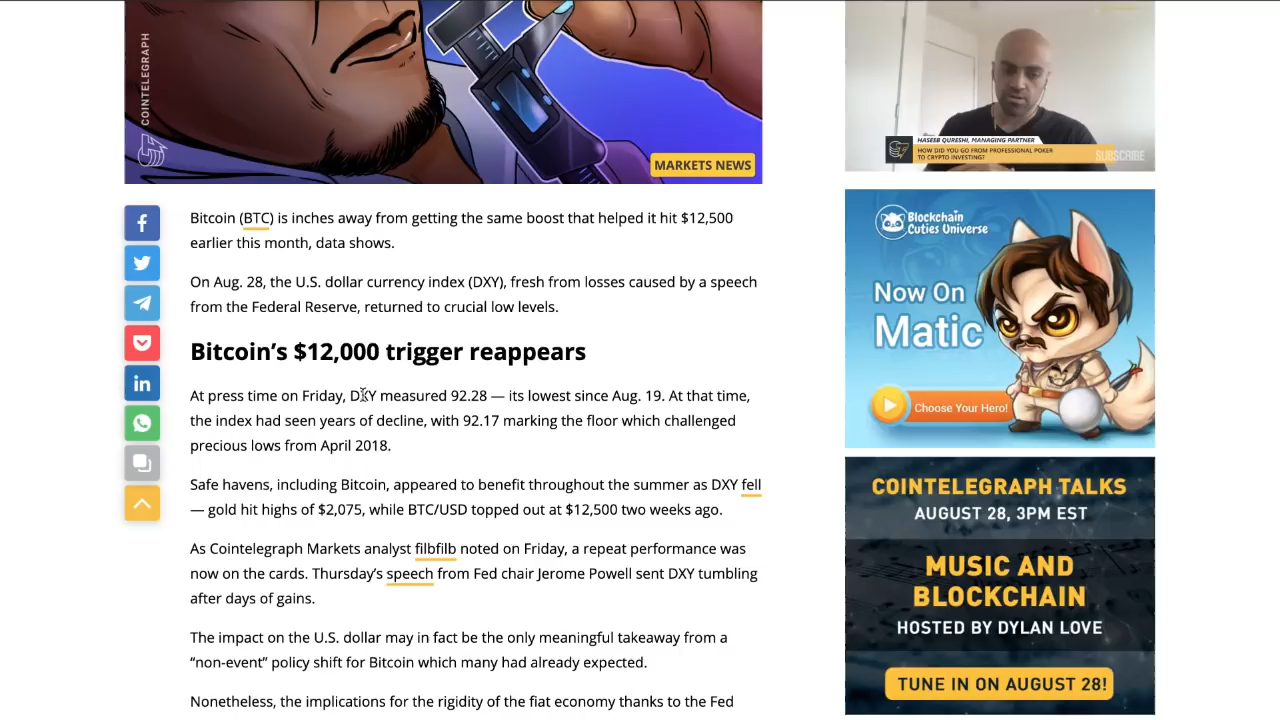 COINTELEGRAPH
MARKETS NEWS
Bitcoin (BTC) is inches away from getting the same boost that helped it hit $12,500
earlier this month, data shows.
On Aug. 28, the U.S. dollar currency index (DXY), fresh from losses caused by a speech
from the Federal Reserve, returned to crucial low levels.
Bitcoin's $12,000 trigger reappears
At press time on Friday, DXY measured 92.28 — its lowest since Aug. 19. At that time,
the index had seen years of decline, with 92.17 marking the floor which challenged
precious lows from April 2018.
Safe havens, including Bitcoin, appeared to benefit throughout the summer as DXY fell
— gold hit highs of $2,075, while BTC/USD topped out at $12,500 two weeks ago.
As Cointelegraph Markets analyst filbfilb noted on Friday, a repeat performance was
now on the cards. Thursday's speech from Fed chair Jerome Powell sent DXY tumbling
after days of gains.
The impact on the U.S. dollar may in fact be the only meaningful takeaway from a
“non-event” policy shift for Bitcoin which many had already expected.
Nonetheless, the implications for the rigidity of the fiat economy thanks to the Fed
HASEEB QURESHI, MANAGING PARTNER
HOW DID YOU GO FROM PROFESSIONAL POKER
TO CRYPTO INVESTING?
SUBSCRIBE
Blockchain
Cuties Universe
Now On
Matic
Choose Your Hero!
COINTELEGRAPH TALKS
AUGUST 28, 3PM EST
MUSIC AND
BLOCKCHAIN
HOSTED BY DYLAN LOVE
TUNE IN ON AUGUST 28!